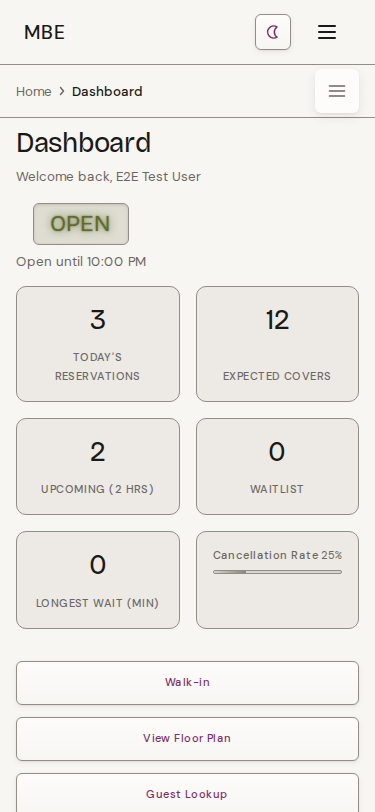 MBE
Home > Dashboard
Dashboard
Welcome back, E2E Test User
OPEN
Open until 10:00 PM
3
TODAY'S
RESERVATIONS
12
EXPECTED COVERS
2
UPCOMING (2 HRS)
0
WAITLIST
0
LONGEST WAIT (MIN)
Cancellation Rate 25%
Walk-in
View Floor Plan
Guest Lookup